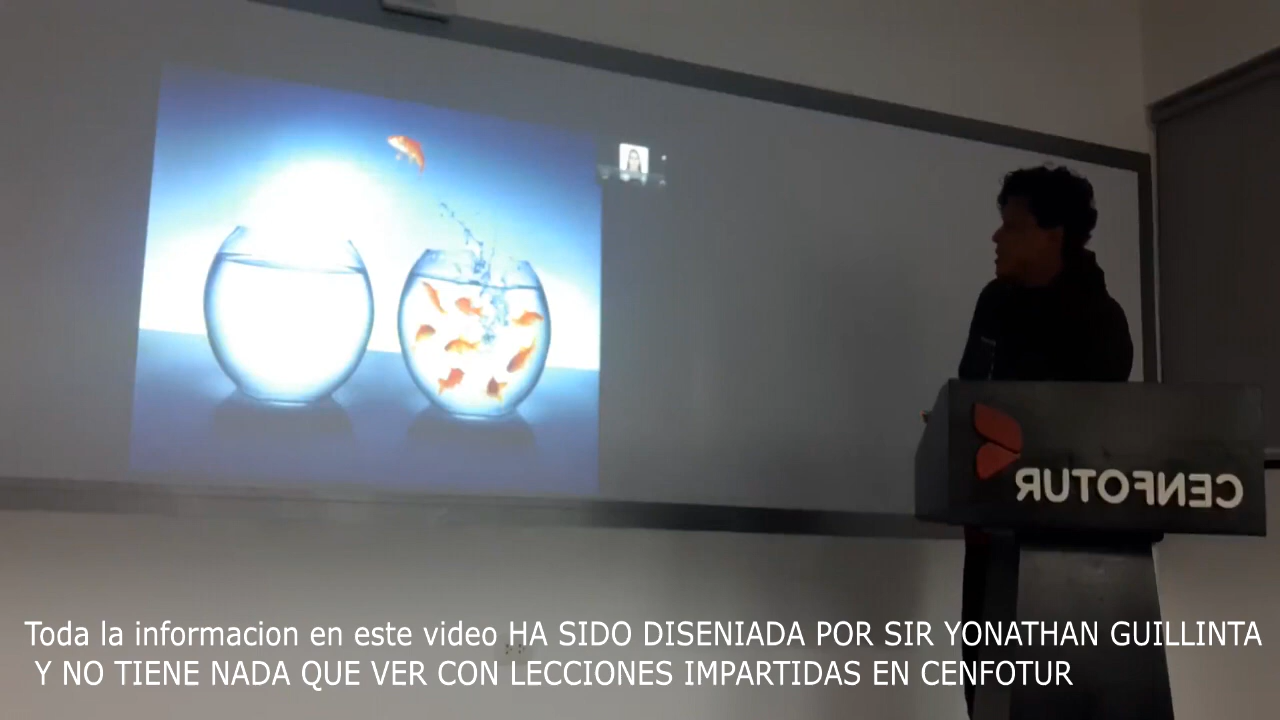 CENFOTUR
Toda la informacion en este video HA SIDO DISENIADA POR SIR YONATHAN GUILLINTA
Y NO TIENE NADA QUE VER CON LECCIONES IMPARTIDAS EN CENFOTUR